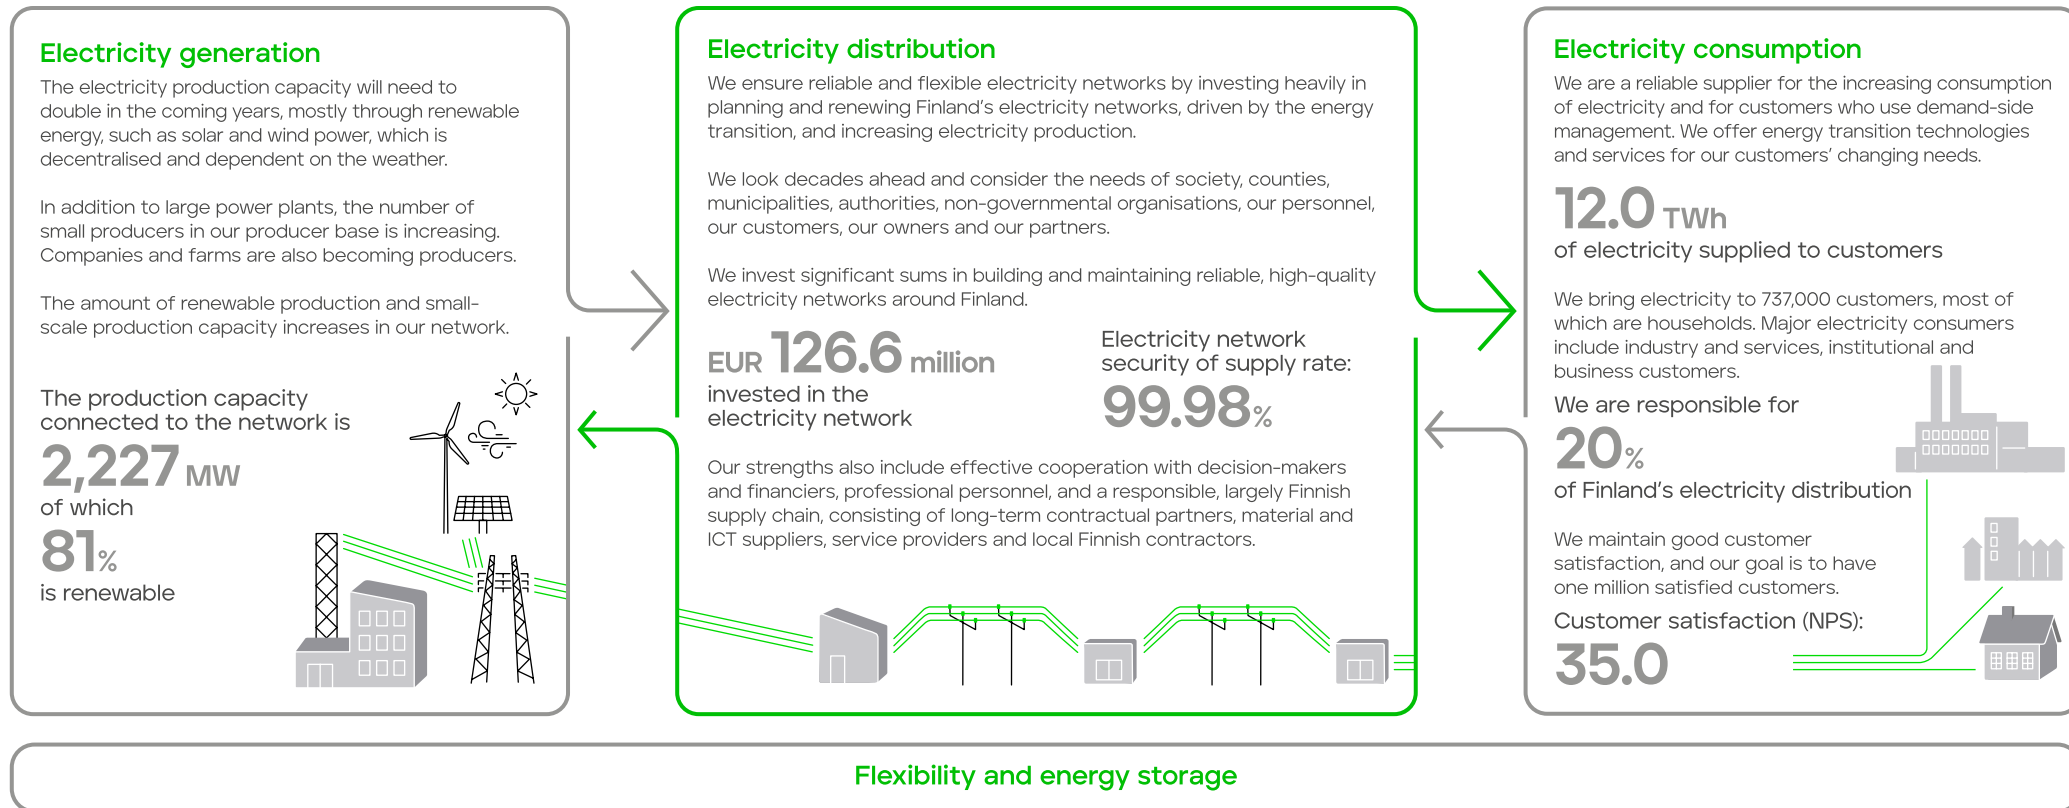 Electricity generation
The electricity production capacity will need to
double in the coming years, mostly through renewable
energy, such as solar and wind power, which is
decentralised and dependent on the weather.
In addition to large power plants, the number of
small producers in our producer base is increasing.
Companies and farms are also becoming producers.
The amount of renewable production and small-
scale production capacity increases in our network.
The production capacity
connected to the network is
2,227 MW
of which
81%
is renewable
Electricity distribution
We ensure reliable and flexible electricity networks by investing heavily in
planning and renewing Finland's electricity networks, driven by the energy
transition, and increasing electricity production.
We look decades ahead and consider the needs of society, counties,
municipalities, authorities, non-governmental organisations, our personnel,
our customers, our owners and our partners.
We invest significant sums in building and maintaining reliable, high-quality
electricity networks around Finland.
EUR 126.6 million
invested in the
electricity network
Electricity network
security of supply rate:
99.98%
Our strengths also include effective cooperation with decision-makers
and financiers, professional personnel, and a responsible, largely Finnish
supply chain, consisting of long-term contractual partners, material and
ICT suppliers, service providers and local Finnish contractors.
Electricity consumption
We are a reliable supplier for the increasing consumption
of electricity and for customers who use demand-side
management. We offer energy transition technologies
and services for our customers' changing needs.
12.0 TWh
of electricity supplied to customers
We bring electricity to 737,000 customers, most of
which are households. Major electricity consumers
include industry and services, institutional and
business customers.
We are responsible for
20%
of Finland's electricity distribution
We maintain good customer
satisfaction, and our goal is to have
one million satisfied customers.
Customer satisfaction (NPS):
35.0
Flexibility and energy storage